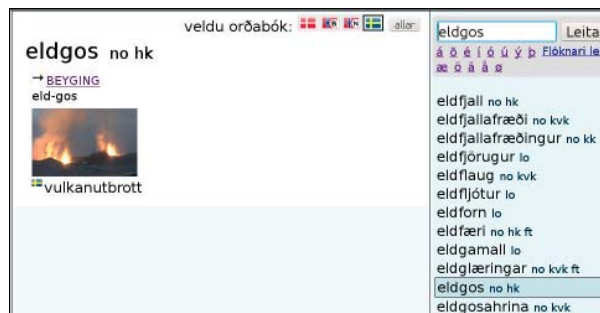 veldu orðabók: allar
eldgos no hk
→ BEYGING
eld-gos
vulkanutbrott
eldgos Leita
á ð é í ó ú ý þ Flóknari le
æ ö ä å ø
eldfjall no hk
eldfjallafræði no kvk
eldfjallafræðingur no kk
eldfjörugur lo
eldflaug no kvk
eldfljótur lo
eldforn lo
eldfæri no hk ft
eldgamall lo
eldglæringar no kvk ft
eldgos no hk
eldgosahrina no kvk